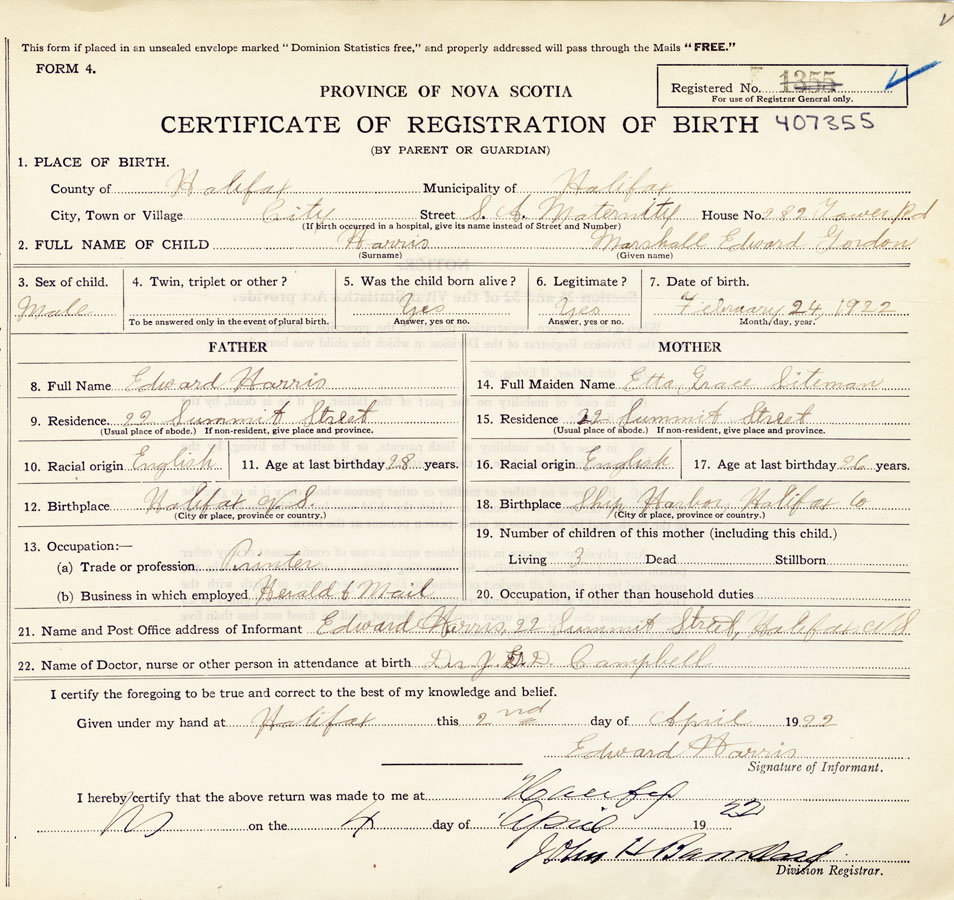 This form if placed in an unsealed envelope marked "Dominion Statistics free," and properly addressed will pass through the Mails "FREE."
FORM 4.
Registered No. 1355
For use of Registrar General only.
PROVINCE OF NOVA SCOTIA
CERTIFICATE OF REGISTRATION OF BIRTH 407355
(BY PARENT OR GUARDIAN)
1. PLACE OF BIRTH.
County of Halifax Municipality of Halifax
City, Town or Village City Street S. A. Maternity House No. 282 Tower Rd
(If birth occurred in a hospital, give its name instead of Street and Number)
2. FULL NAME OF CHILD Harris Marshall Edward Gordon
(Surname) (Given name)
3. Sex of child. 4. Twin, triplet or other? 5. Was the child born alive? 6. Legitimate? 7. Date of birth.
Male Yes Yes February 24, 1922
To be answered only in the event of plural birth. Answer, yes or no. Answer, yes or no. Month/day, year.
FATHER MOTHER
8. Full Name Edward Harris 14. Full Maiden Name Etta Grace Siteman
9. Residence 22 Summit Street 15. Residence 22 Summit Street
(Usual place of abode.) If non-resident, give place and province. (Usual place of abode.) If non-resident, give place and province.
10. Racial origin English 11. Age at last birthday 28 years. 16. Racial origin English 17. Age at last birthday 26 years.
12. Birthplace Halifax N.S. 18. Birthplace Ship Harbor Halifax Co
(City or place, province or country.) (City or place, province or country.)
13. Occupation:— 19. Number of children of this mother (including this child.)
(a) Trade or profession Printer Living 3 Dead Stillborn
(b) Business in which employed Herald & Mail 20. Occupation, if other than household duties
21. Name and Post Office address of Informant Edward Harris, 22 Summit Street, Halifax N.S.
22. Name of Doctor, nurse or other person in attendance at birth Dr. J. G. D. Campbell
I certify the foregoing to be true and correct to the best of my knowledge and belief.
Given under my hand at Halifax this 2nd day of April 1922
Edward Harris
Signature of Informant.
I hereby certify that the above return was made to me at Halifax
on the 4 day of April 19 22
John H
Division Registrar.